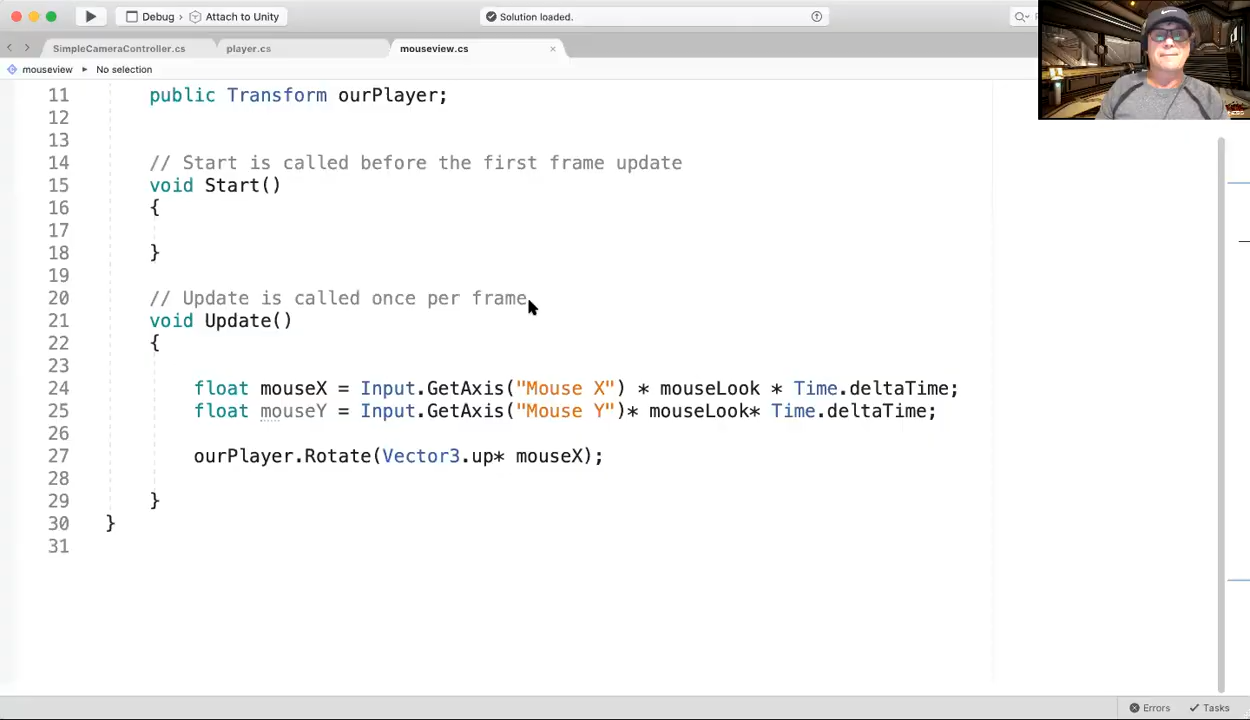 Debug › Attach to Unity
Solution loaded.
SimpleCameraController.cs
player.cs
mouseview.cs
mouseview ▸ No selection
11 public Transform ourPlayer;
12
13
14 // Start is called before the first frame update
15 void Start()
16 {
17
18 }
19
20 // Update is called once per frame
21 void Update()
22 {
23
24 float mouseX = Input.GetAxis("Mouse X") * mouseLook * Time.deltaTime;
25 float mouseY = Input.GetAxis("Mouse Y")* mouseLook* Time.deltaTime;
26
27 ourPlayer.Rotate(Vector3.up* mouseX);
28
29 }
30 }
31
Errors
Tasks